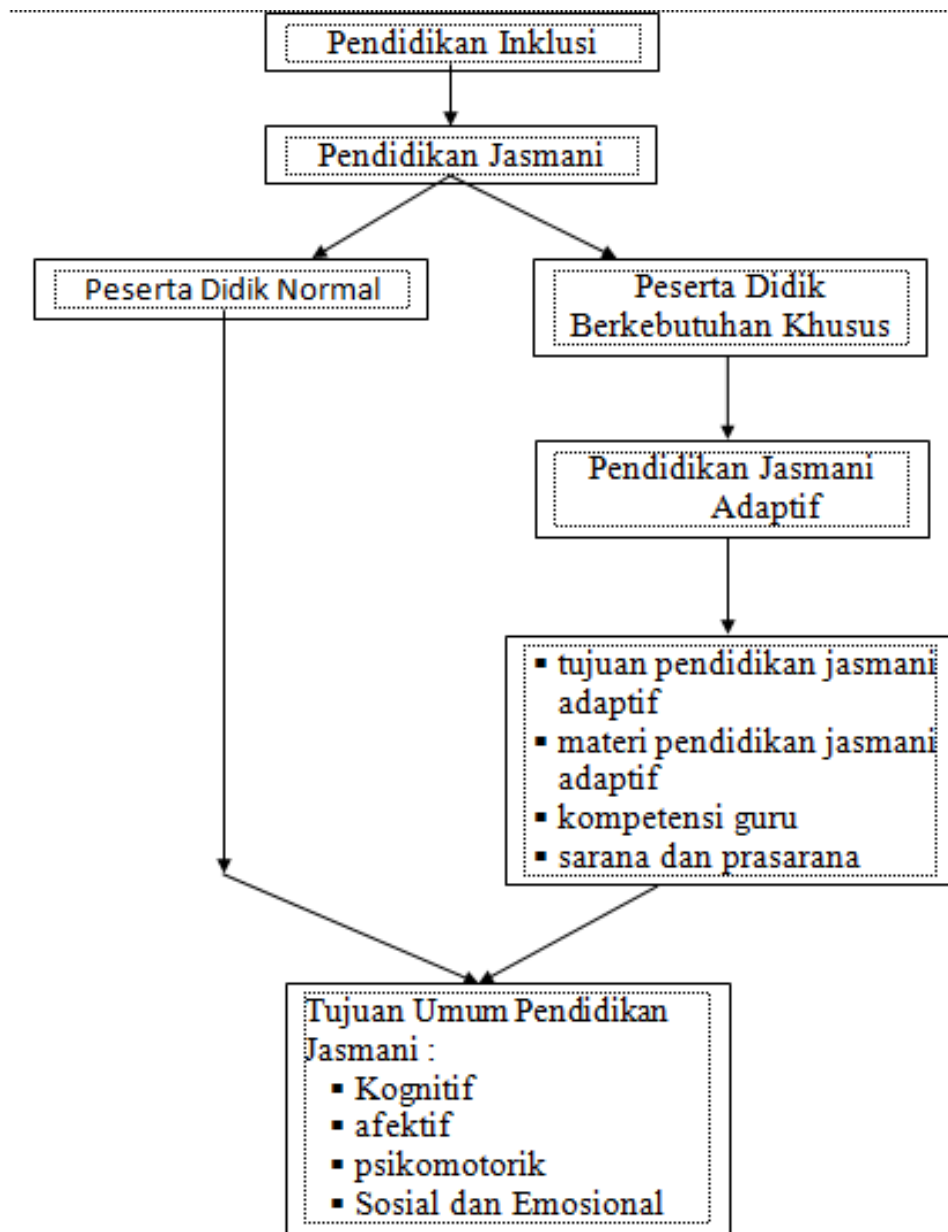 Pendidikan Inklusi
Pendidikan Jasmani
Peserta Didik Normal
Peserta Didik
Berkebutuhan Khusus
Pendidikan Jasmani
Adaptif
▪ tujuan pendidikan jasmani
adaptif
▪ materi pendidikan jasmani
adaptif
▪ kompetensi guru
▪ sarana dan prasarana
Tujuan Umum Pendidikan
Jasmani :
▪ Kognitif
▪ afektif
▪ psikomotorik
▪ Sosial dan Emosional